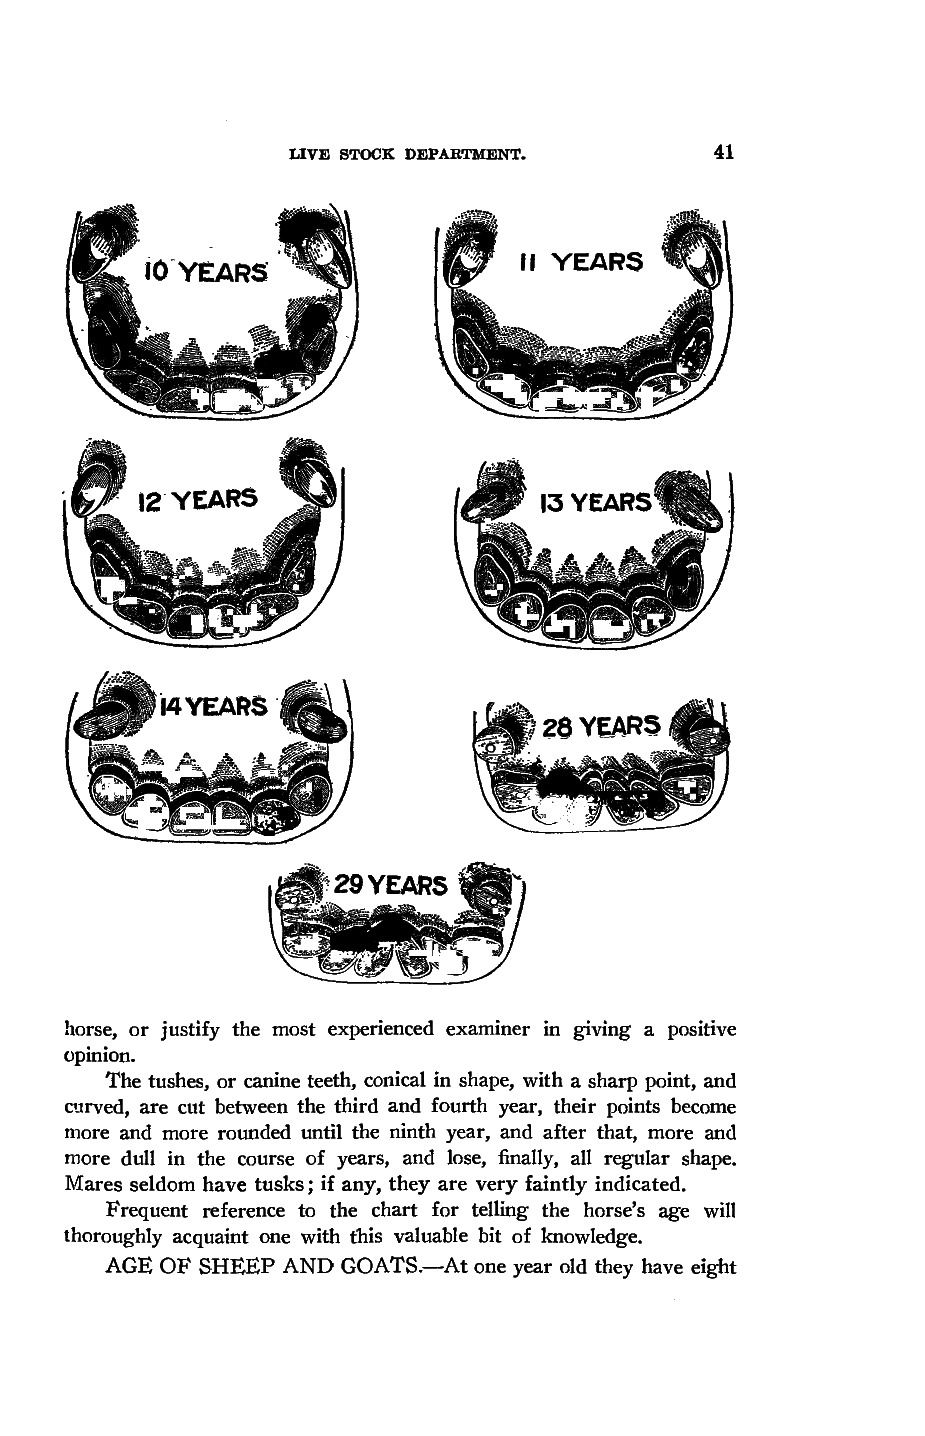 LIVE STOCK DEPARTMENT. 41
10 YEARS
11 YEARS
12 YEARS
13 YEARS
14 YEARS
28 YEARS
29 YEARS
horse, or justify the most experienced examiner in giving a positive
opinion.
The tushes, or canine teeth, conical in shape, with a sharp point, and
curved, are cut between the third and fourth year, their points become
more and more rounded until the ninth year, and after that, more and
more dull in the course of years, and lose, finally, all regular shape.
Mares seldom have tusks; if any, they are very faintly indicated.
Frequent reference to the chart for telling the horse's age will
thoroughly acquaint one with this valuable bit of knowledge.
AGE OF SHEEP AND GOATS.—At one year old they have eight